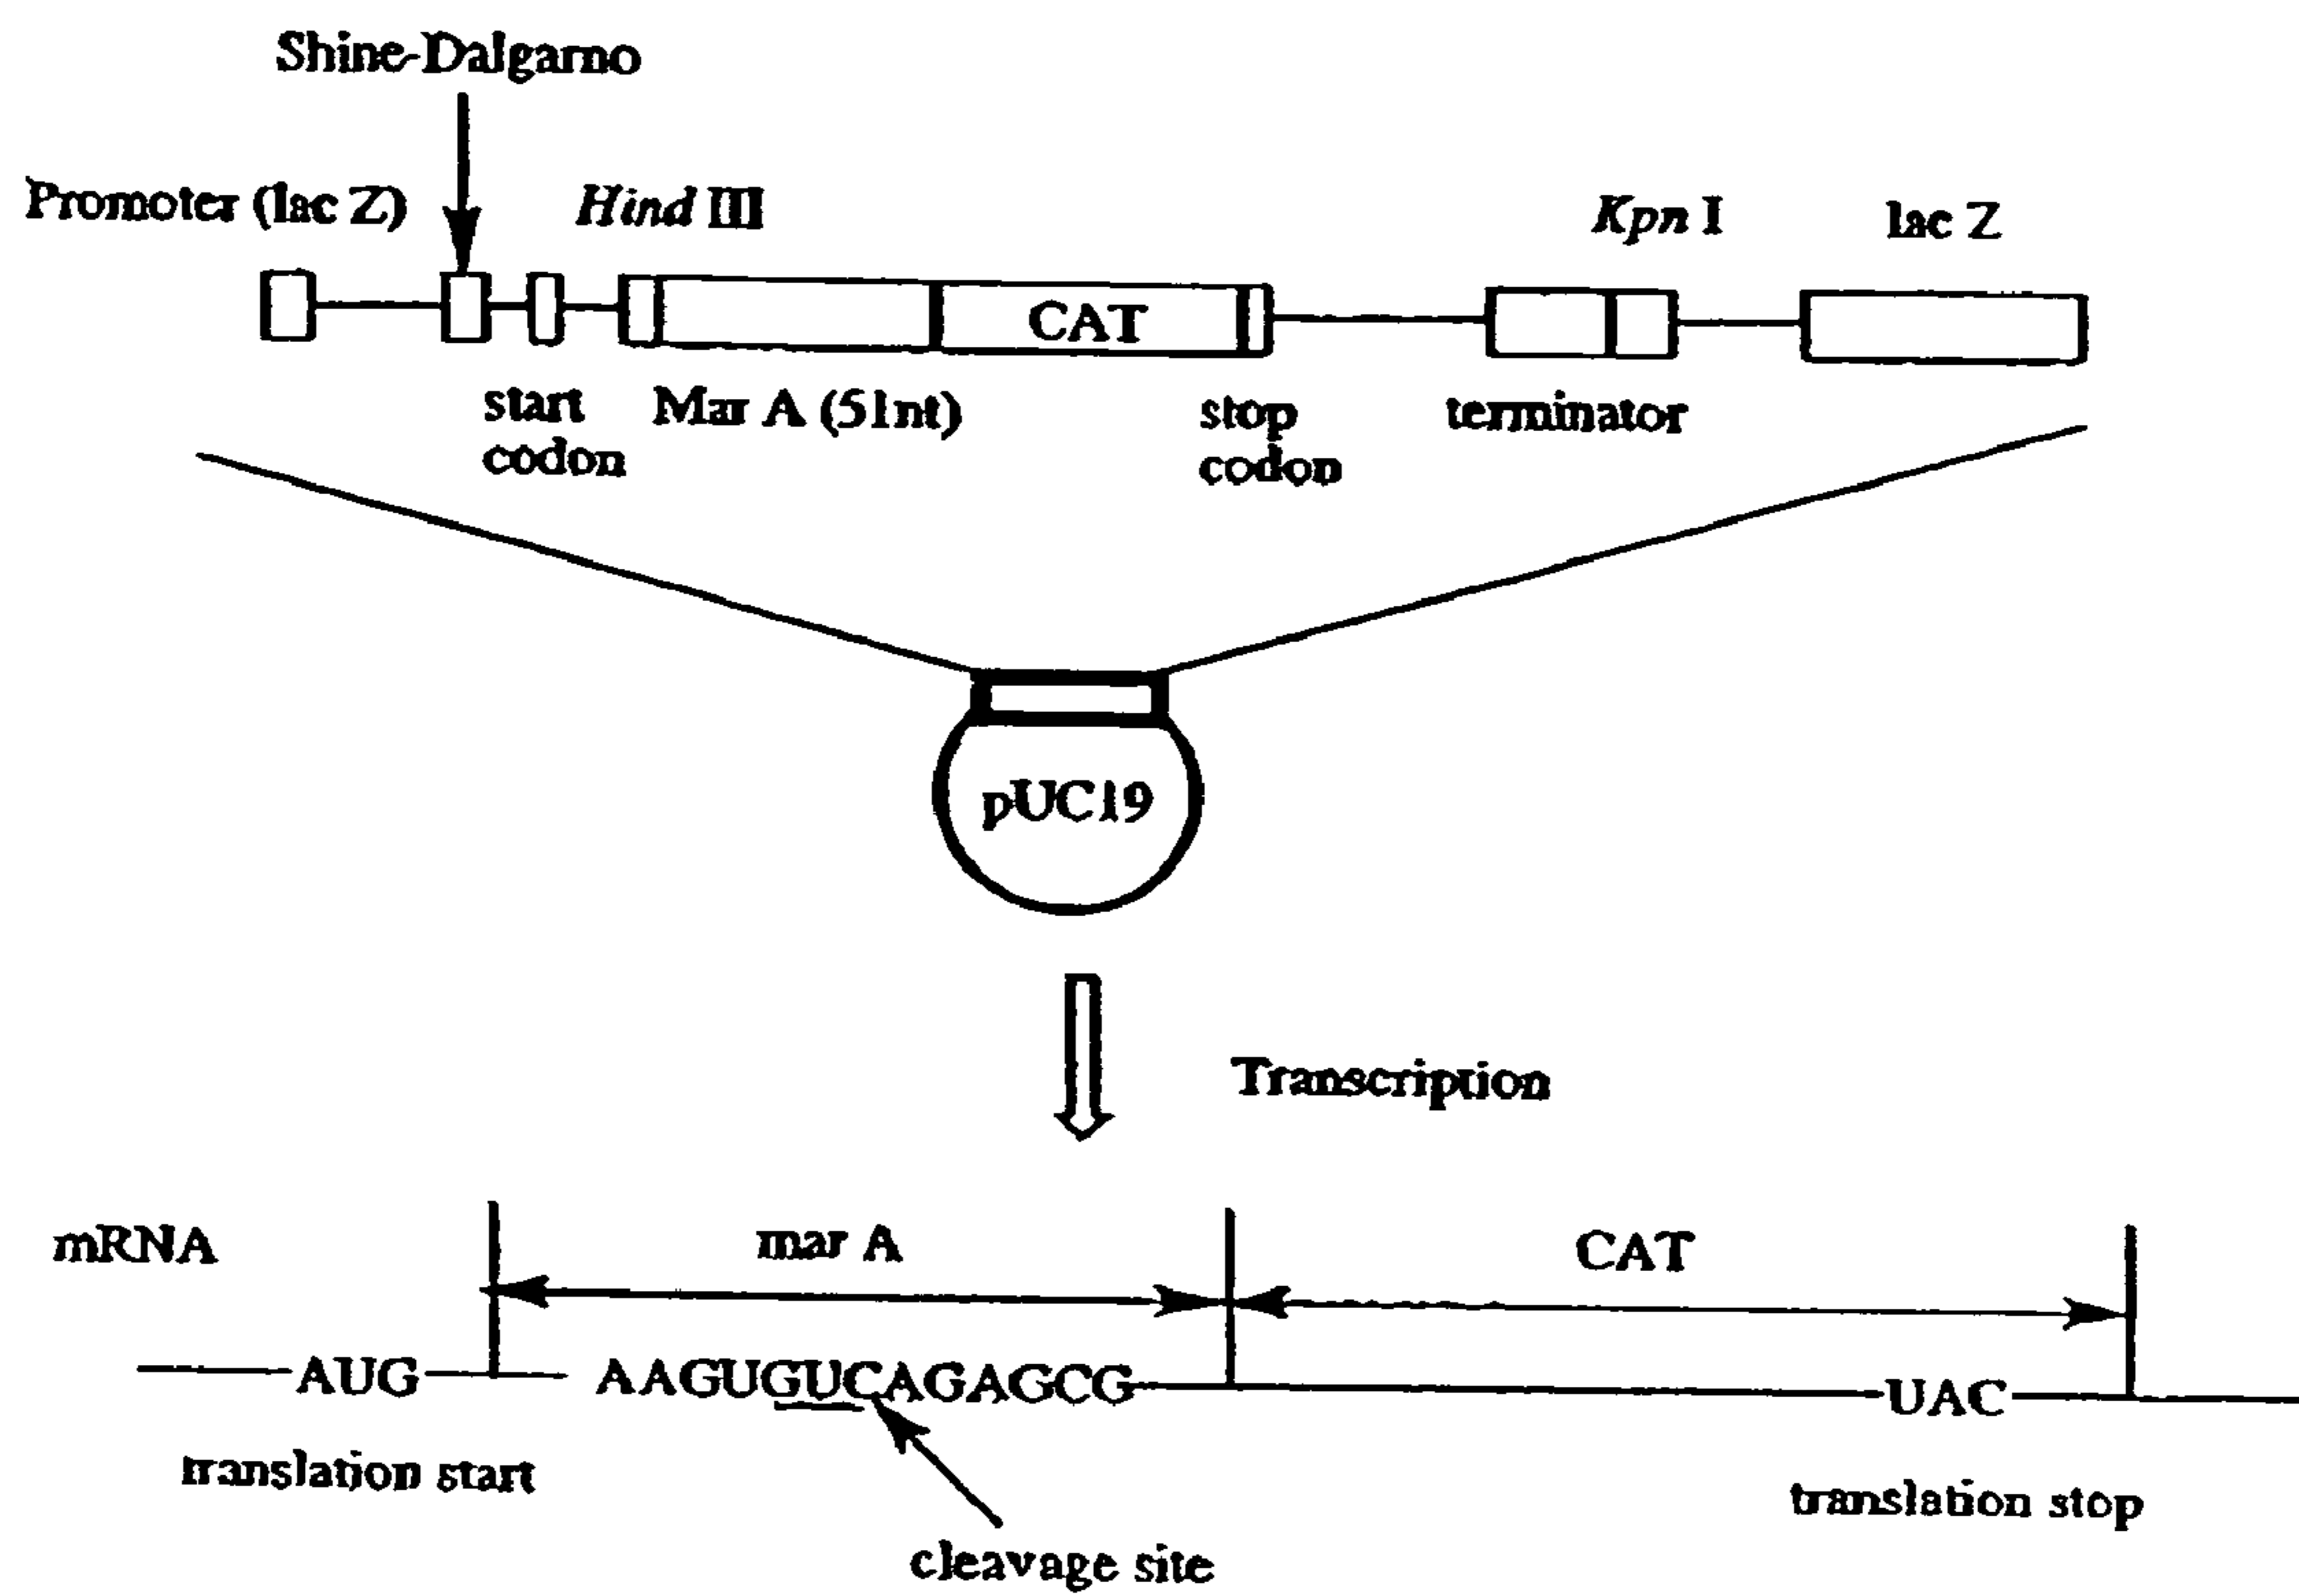 Shine-Dalgarno
Promoter (lac Z)
Hind III
Kpn I
lac Z
CAT
start
codon
Mar A (51nt)
stop
codon
terminator
pUC19
Transcription
mRNA
mar A
CAT
AUG
AAGUGUCAGAGCG
UAC
translation start
translation stop
cleavage site